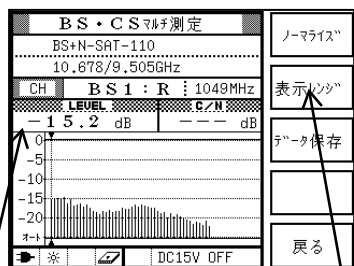 BS・CSマルチ測定
BS+N-SAT-110
10.678/9.505GHz
CH BS1:R 1049MHz
LEVEL C/N
-15.2 dB --- dB
0
-5
-10
-15
-20
オート
DC15V OFF
ノーマライズ
表示レンジ
データ保存
戻る